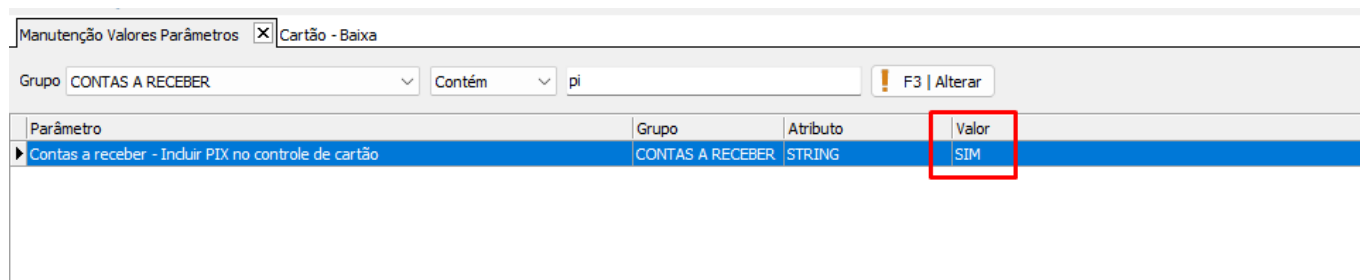 Manutenção Valores Parâmetros X Cartão - Baixa
Grupo CONTAS A RECEBER Contém pi F3 | Alterar
Parâmetro Grupo Atributo Valor
Contas a receber - Incluir PIX no controle de cartão CONTAS A RECEBER STRING SIM